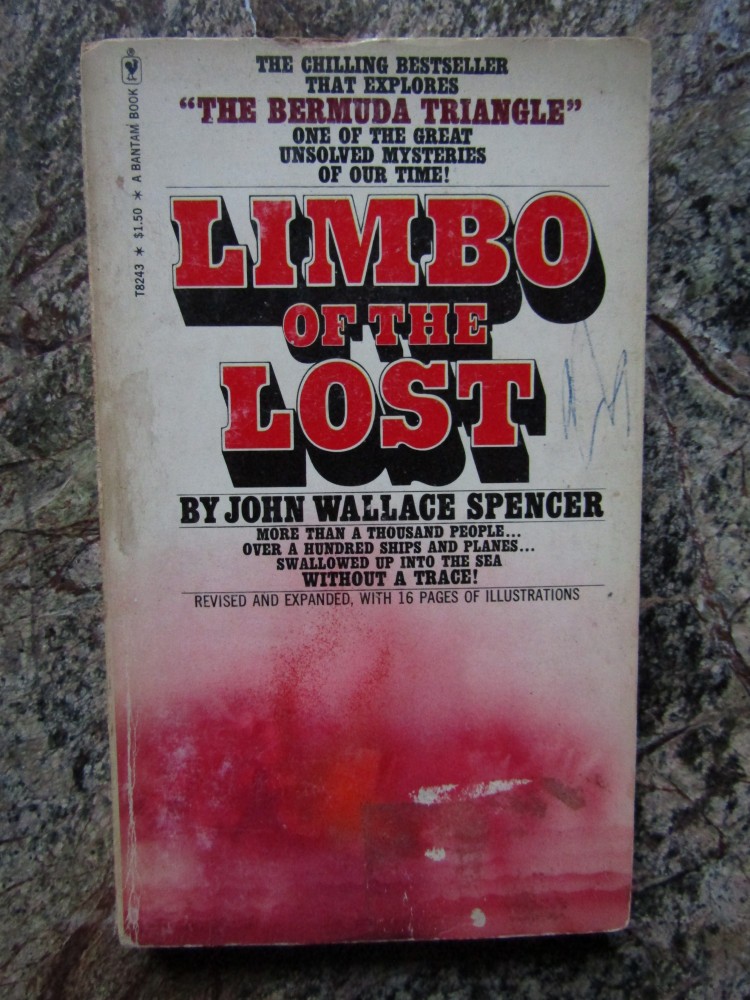 THE CHILLING BESTSELLER
THAT EXPLORES
"THE BERMUDA TRIANGLE"
ONE OF THE GREAT
UNSOLVED MYSTERIES
OF OUR TIME!
LIMBO
OF THE
LOST
BY JOHN WALLACE SPENCER
MORE THAN A THOUSAND PEOPLE...
OVER A HUNDRED SHIPS AND PLANES...
SWALLOWED UP INTO THE SEA
WITHOUT A TRACE!
REVISED AND EXPANDED, WITH 16 PAGES OF ILLUSTRATIONS
T8243 * $1.50 * A BANTAM BOOK